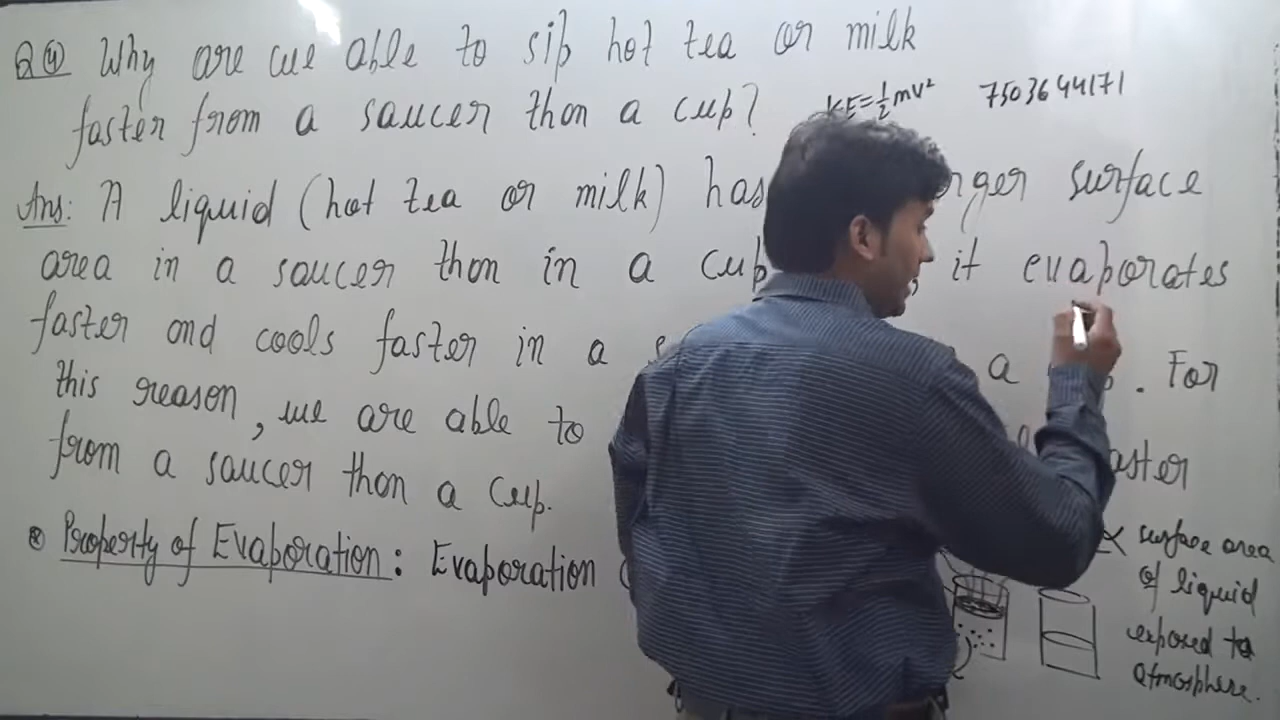 Q④ Why are we able to sip hot tea or milk
faster from a saucer than a cup?
KE=½mv² 7503644171
Ans: A liquid (hot tea or milk) has surface
area in a saucer than in a cup it evaporates
faster and cools faster in a a . For
this reason, we are able to
from a saucer than a cup.
Property of Evaporation: Evaporation
∝ surface area
of liquid
exposed to
atmosphere.